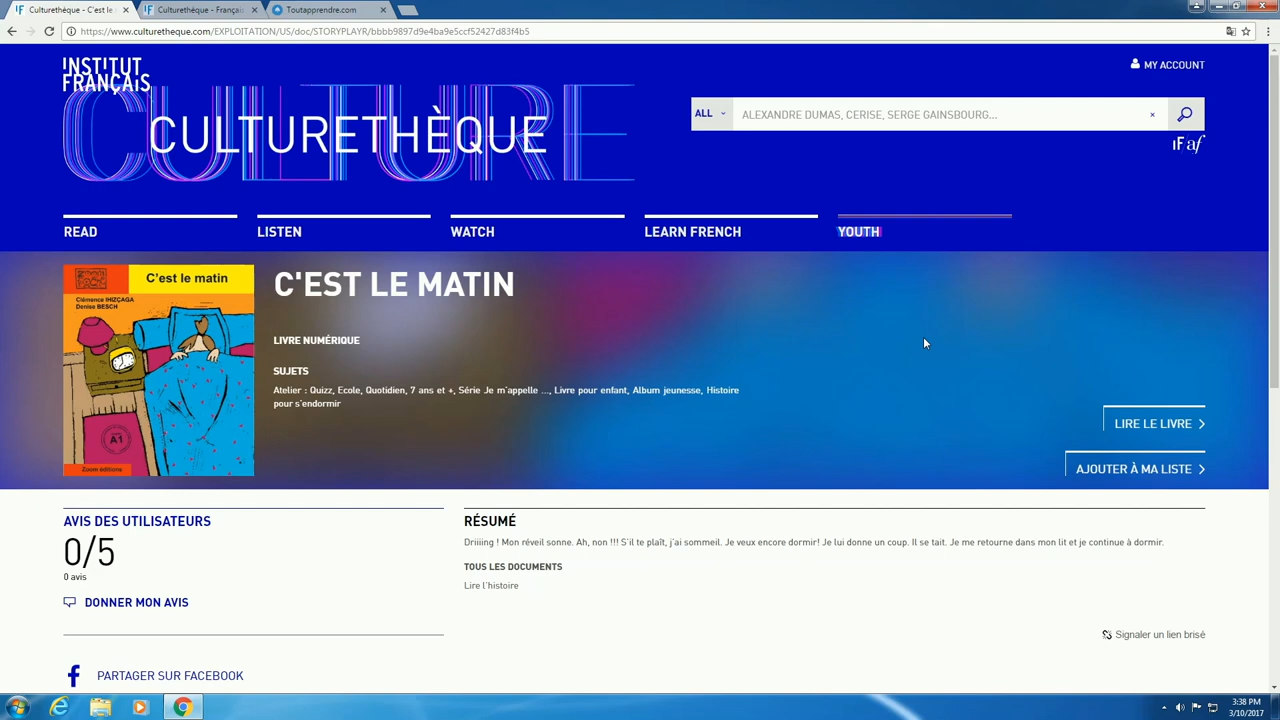 Culturethèque - C'est le m
Culturethèque - Françai
Toutapprendre.com
https://www.culturetheque.com/EXPLOITATION/US/doc/STORYPLAYR/bbbb9897d9e4ba9e5ccf52427d83f4b5
INSTITUT
FRANÇAIS
CULTURE
CULTURETHÈQUE
MY ACCOUNT
ALL
ALEXANDRE DUMAS, CERISE, SERGE GAINSBOURG...
IF/af
READ
LISTEN
WATCH
LEARN FRENCH
YOUTH
C'est le matin
Clémence IHIZÇAGA
Denise BESCH
A1
Zoom éditions
C'EST LE MATIN
LIVRE NUMÉRIQUE
SUJETS
Atelier : Quizz, Ecole, Quotidien, 7 ans et +, Série Je m'appelle ..., Livre pour enfant, Album jeunesse, Histoire
pour s'endormir
LIRE LE LIVRE
AJOUTER À MA LISTE
AVIS DES UTILISATEURS
0/5
0 avis
DONNER MON AVIS
PARTAGER SUR FACEBOOK
RÉSUMÉ
Driiiing ! Mon réveil sonne. Ah, non !!! S'il te plaît, j'ai sommeil. Je veux encore dormir! Je lui donne un coup. Il se tait. Je me retourne dans mon lit et je continue à dormir.
TOUS LES DOCUMENTS
Lire l'histoire
Signaler un lien brisé
3:38 PM
3/10/2017